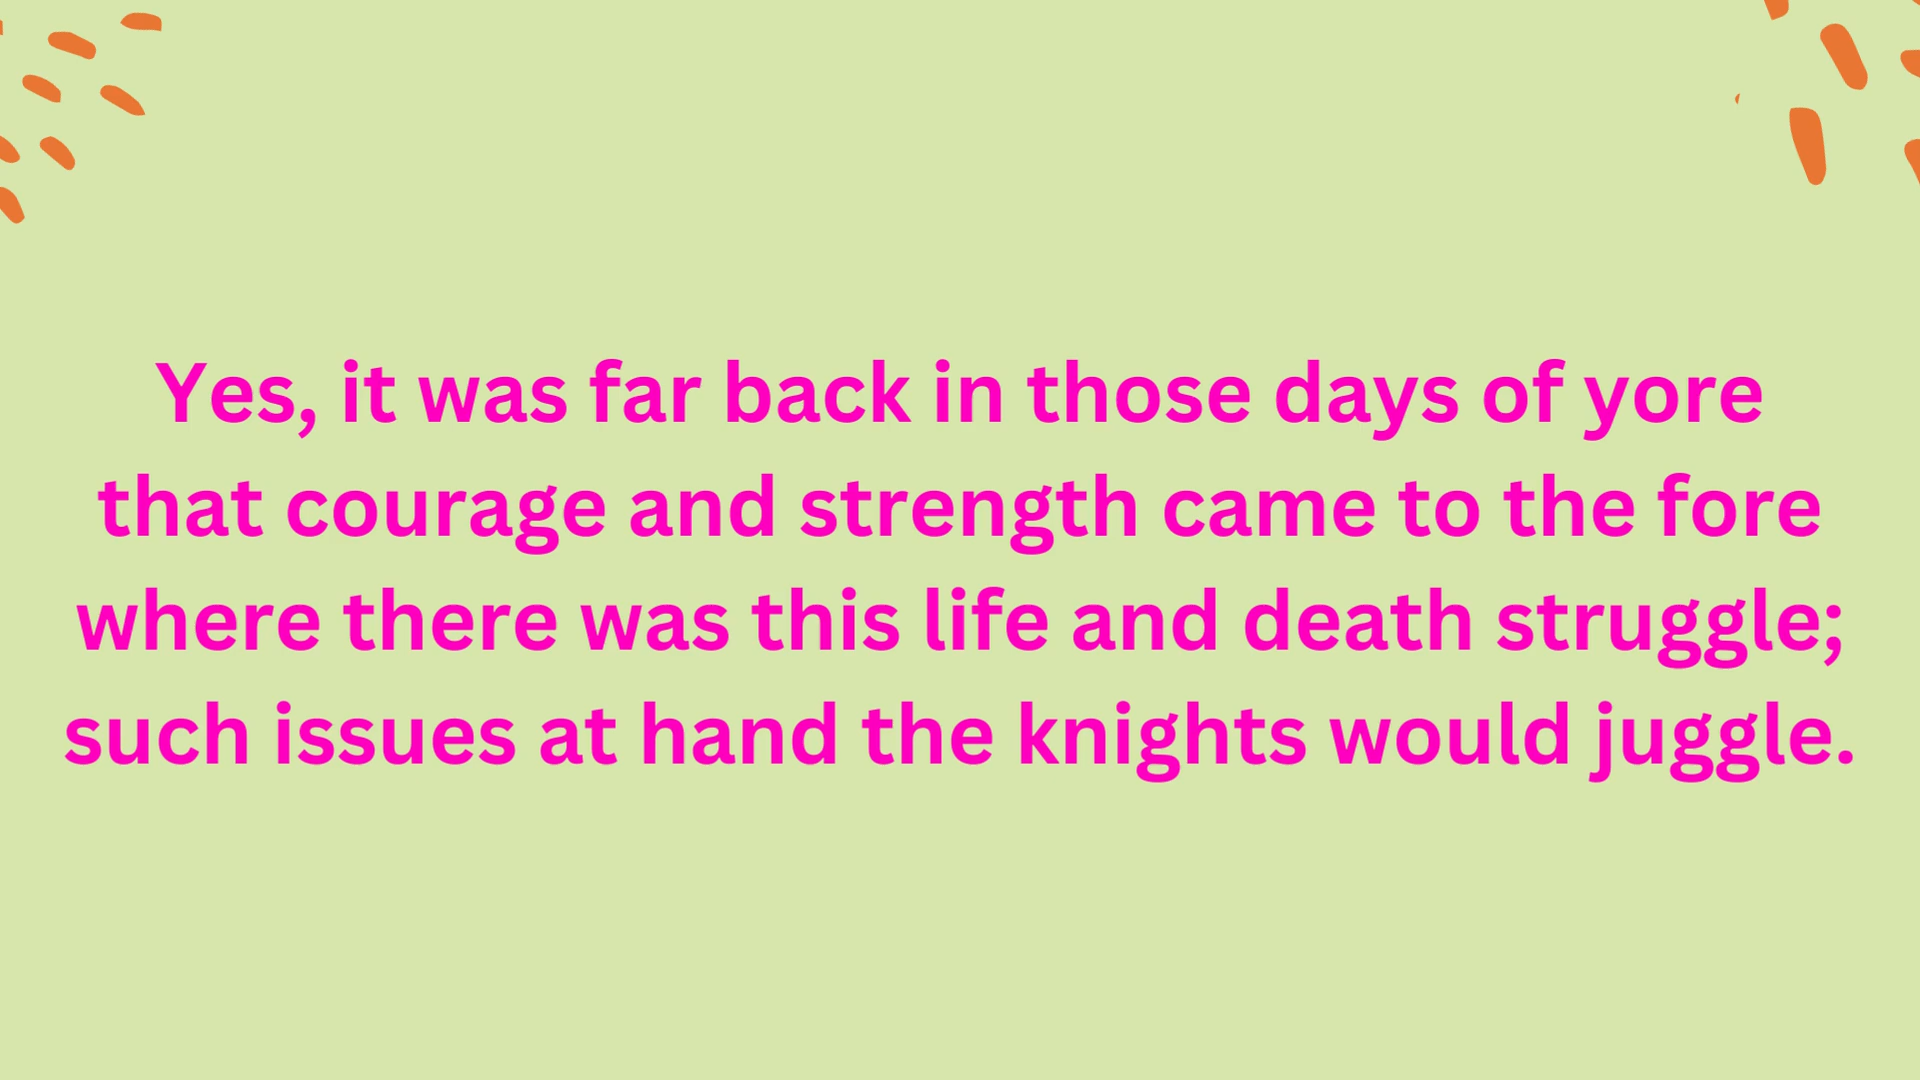 Yes, it was far back in those days of yore
that courage and strength came to the fore
where there was this life and death struggle;
such issues at hand the knights would juggle.